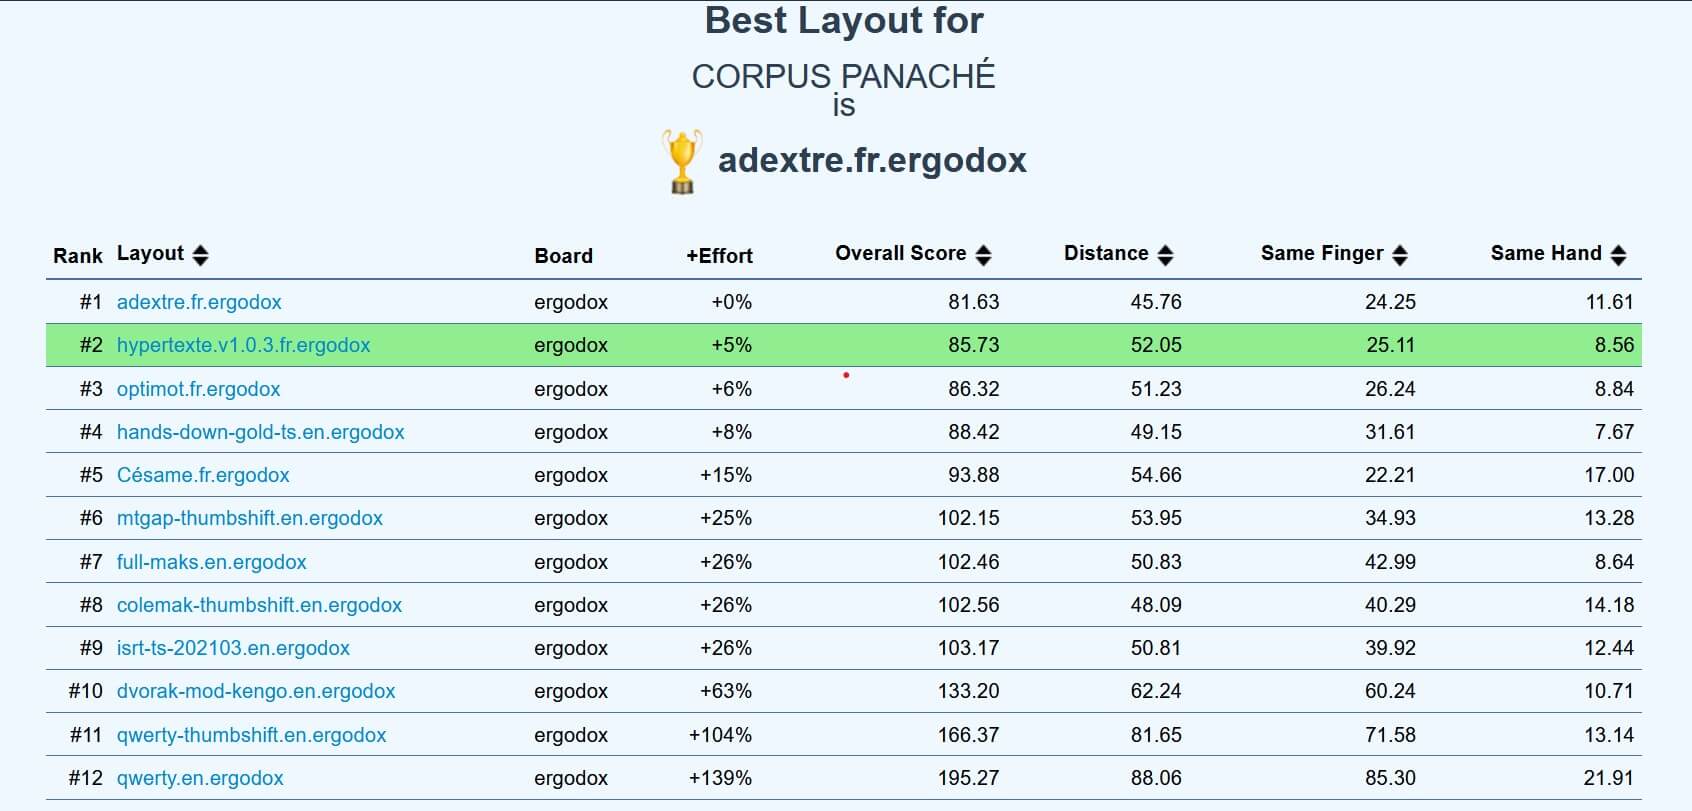 Best Layout for
CORPUS PANACHÉ
is
adextre.fr.ergodox
Rank Layout Board +Effort Overall Score Distance Same Finger Same Hand
#1 adextre.fr.ergodox ergodox +0% 81.63 45.76 24.25 11.61
#2 hypertexte.v1.0.3.fr.ergodox ergodox +5% 85.73 52.05 25.11 8.56
#3 optimot.fr.ergodox ergodox +6% 86.32 51.23 26.24 8.84
#4 hands-down-gold-ts.en.ergodox ergodox +8% 88.42 49.15 31.61 7.67
#5 Césame.fr.ergodox ergodox +15% 93.88 54.66 22.21 17.00
#6 mtgap-thumbshift.en.ergodox ergodox +25% 102.15 53.95 34.93 13.28
#7 full-maks.en.ergodox ergodox +26% 102.46 50.83 42.99 8.64
#8 colemak-thumbshift.en.ergodox ergodox +26% 102.56 48.09 40.29 14.18
#9 isrt-ts-202103.en.ergodox ergodox +26% 103.17 50.81 39.92 12.44
#10 dvorak-mod-kengo.en.ergodox ergodox +63% 133.20 62.24 60.24 10.71
#11 qwerty-thumbshift.en.ergodox ergodox +104% 166.37 81.65 71.58 13.14
#12 qwerty.en.ergodox ergodox +139% 195.27 88.06 85.30 21.91